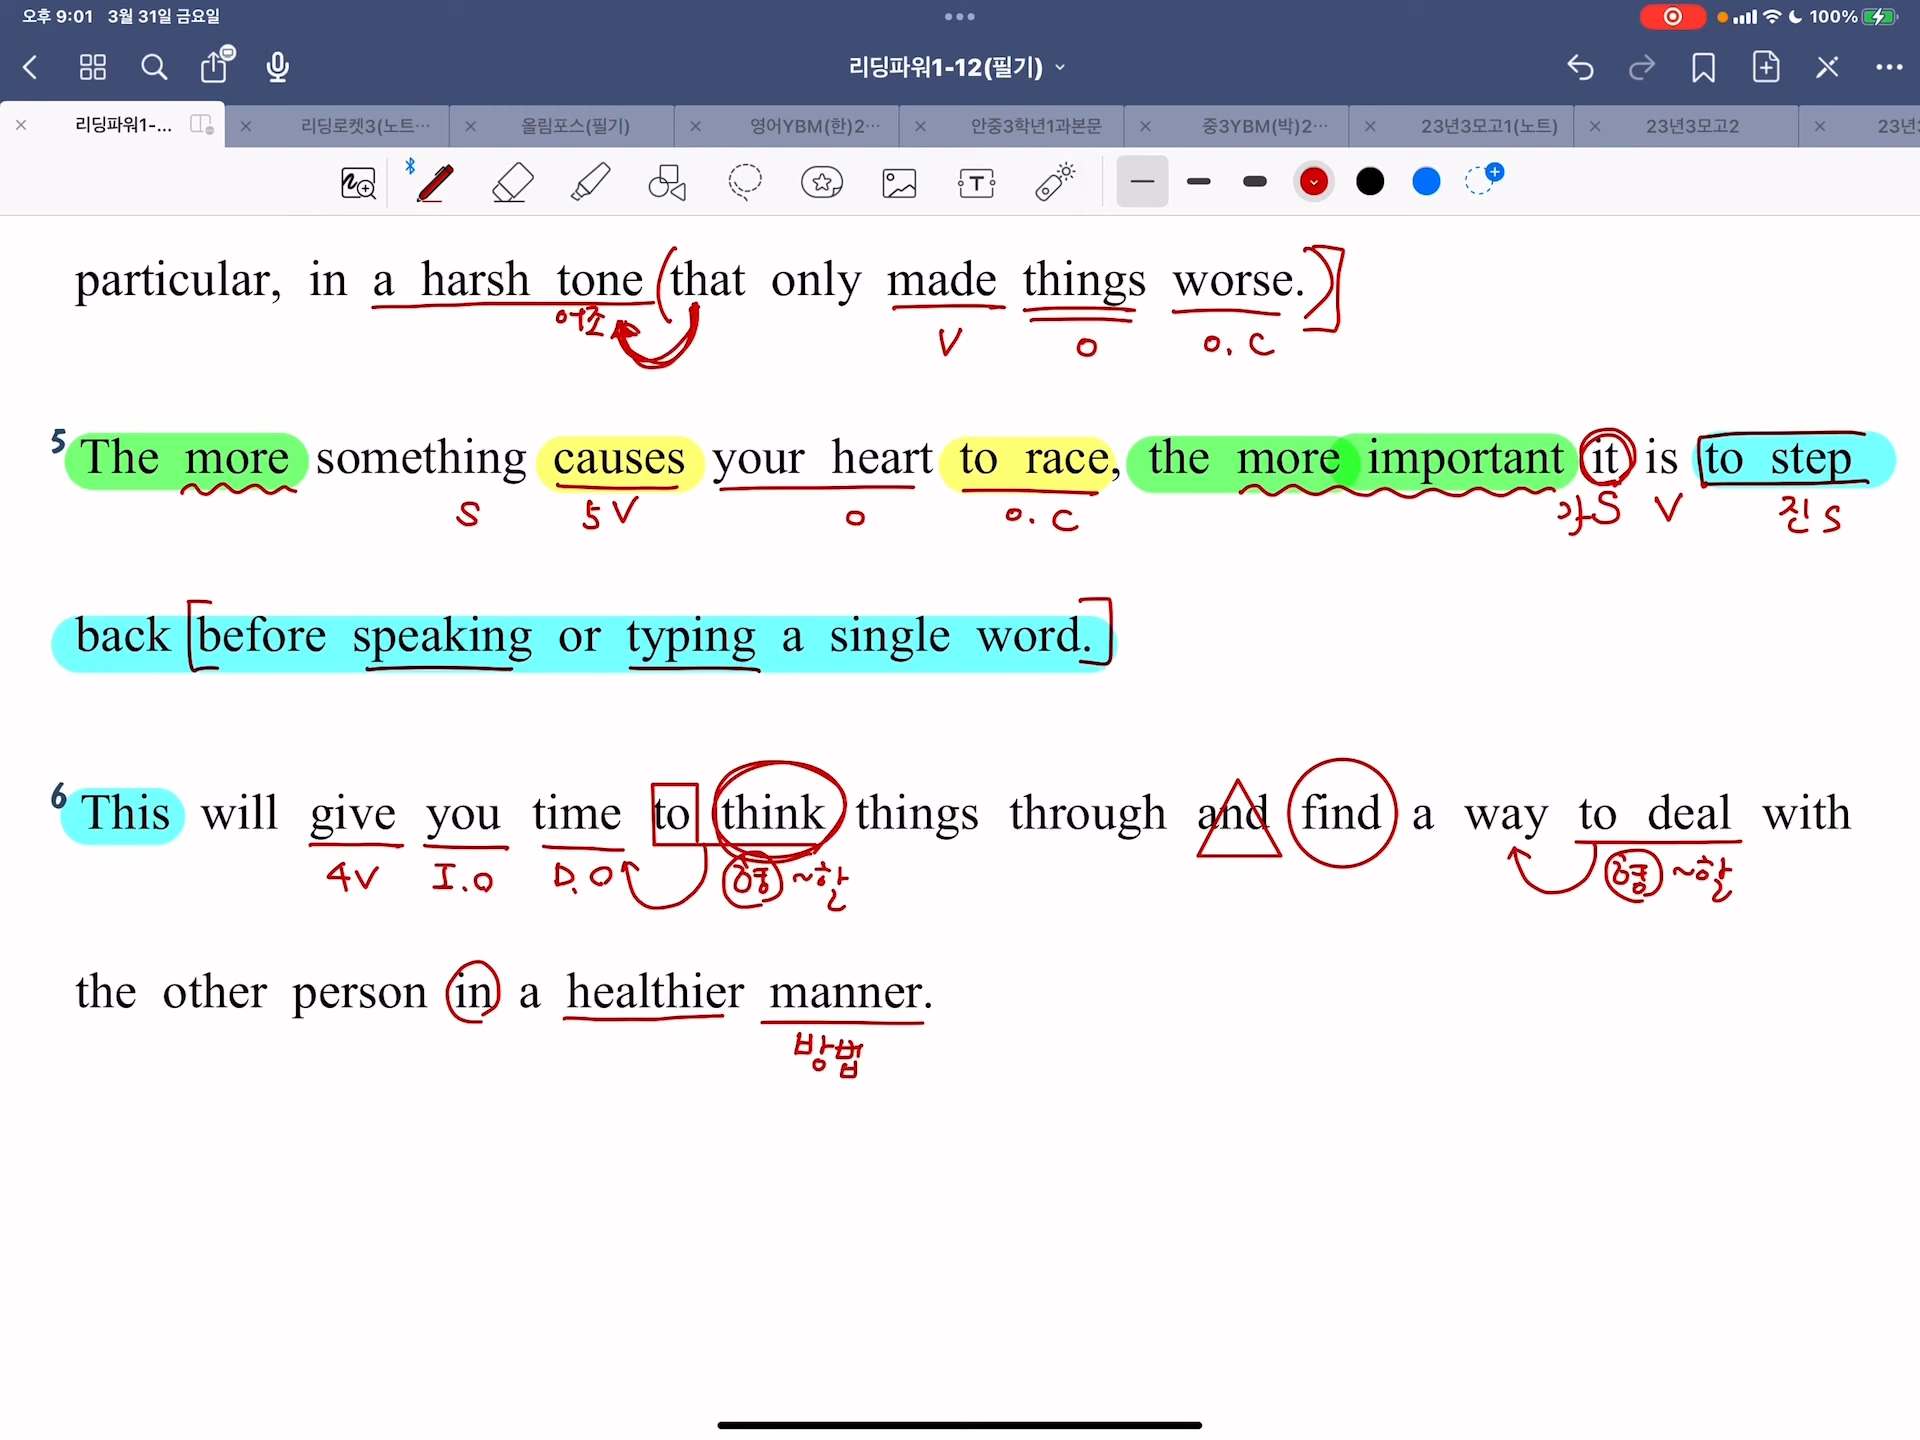 오후 9:01 3월 31일 금요일 100%
리딩파워1-12(필기)
리딩파워1-... 리딩로켓3(노트··· 올림포스(필기) 영어YBM(한)2··· 안중3학년1과본문 중3YBM(박)2··· 23년3모고1(노트) 23년3모고2 23년
T
particular, in a harsh tone (that only made things worse.)]
어조 V O O.C
5 The more something causes your heart to race, the more important it is to step
S 5V O O.C 가S V 진S
back [before speaking or typing a single word.]
6 This will give you time to think things through and find a way to deal with
4V I.O D.O 형 ~할 형 ~할
the other person in a healthier manner.
방법